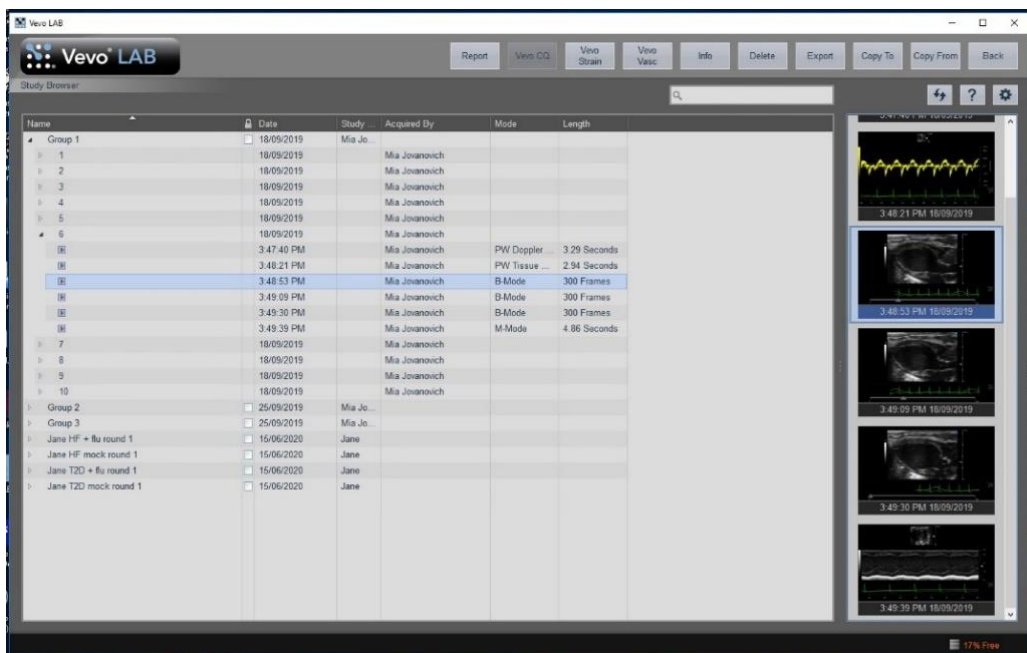 Vevo LAB
Vevo LAB
Report Vevo CQ Vevo Strain Vevo Vasc Info Delete Export Copy To Copy From Back
Study Browser
?
Name Date Study ... Acquired By Mode Length
Group 1 18/09/2019 Mia Jo...
1 18/09/2019 Mia Jovanovich
2 18/09/2019 Mia Jovanovich
3 18/09/2019 Mia Jovanovich
4 18/09/2019 Mia Jovanovich
5 18/09/2019 Mia Jovanovich
6 18/09/2019 Mia Jovanovich
3:47:40 PM Mia Jovanovich PW Doppler ... 3.29 Seconds
3:48:21 PM Mia Jovanovich PW Tissue ... 2.94 Seconds
3:48:53 PM Mia Jovanovich B-Mode 300 Frames
3:49:09 PM Mia Jovanovich B-Mode 300 Frames
3:49:30 PM Mia Jovanovich B-Mode 300 Frames
3:49:39 PM Mia Jovanovich M-Mode 4.86 Seconds
7 18/09/2019 Mia Jovanovich
8 18/09/2019 Mia Jovanovich
9 18/09/2019 Mia Jovanovich
10 18/09/2019 Mia Jovanovich
Group 2 25/09/2019 Mia Jo...
Group 3 25/09/2019 Mia Jo...
Jane HF + flu round 1 15/06/2020 Jane
Jane HF mock round 1 15/06/2020 Jane
Jane T2D + flu round 1 15/06/2020 Jane
Jane T2D mock round 1 15/06/2020 Jane
3:47:40 PM 18/09/2019
3:48:21 PM 18/09/2019
3:48:53 PM 18/09/2019
3:49:09 PM 18/09/2019
3:49:30 PM 18/09/2019
3:49:39 PM 18/09/2019
17% Free